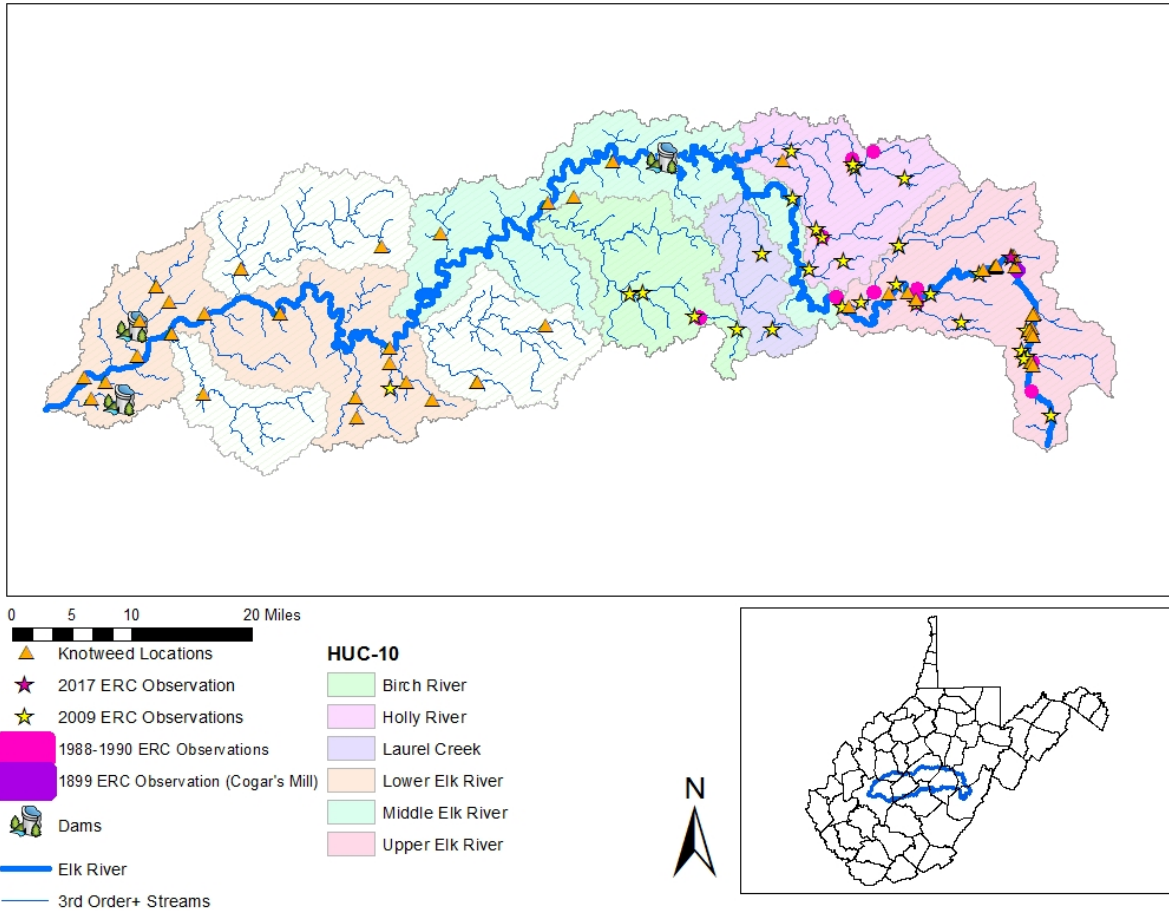 0 5 10 20 Miles
Knotweed Locations
2017 ERC Observation
2009 ERC Observations
1988-1990 ERC Observations
1899 ERC Observation (Cogar's Mill)
Dams
Elk River
3rd Order+ Streams
HUC-10
Birch River
Holly River
Laurel Creek
Lower Elk River
Middle Elk River
Upper Elk River
N